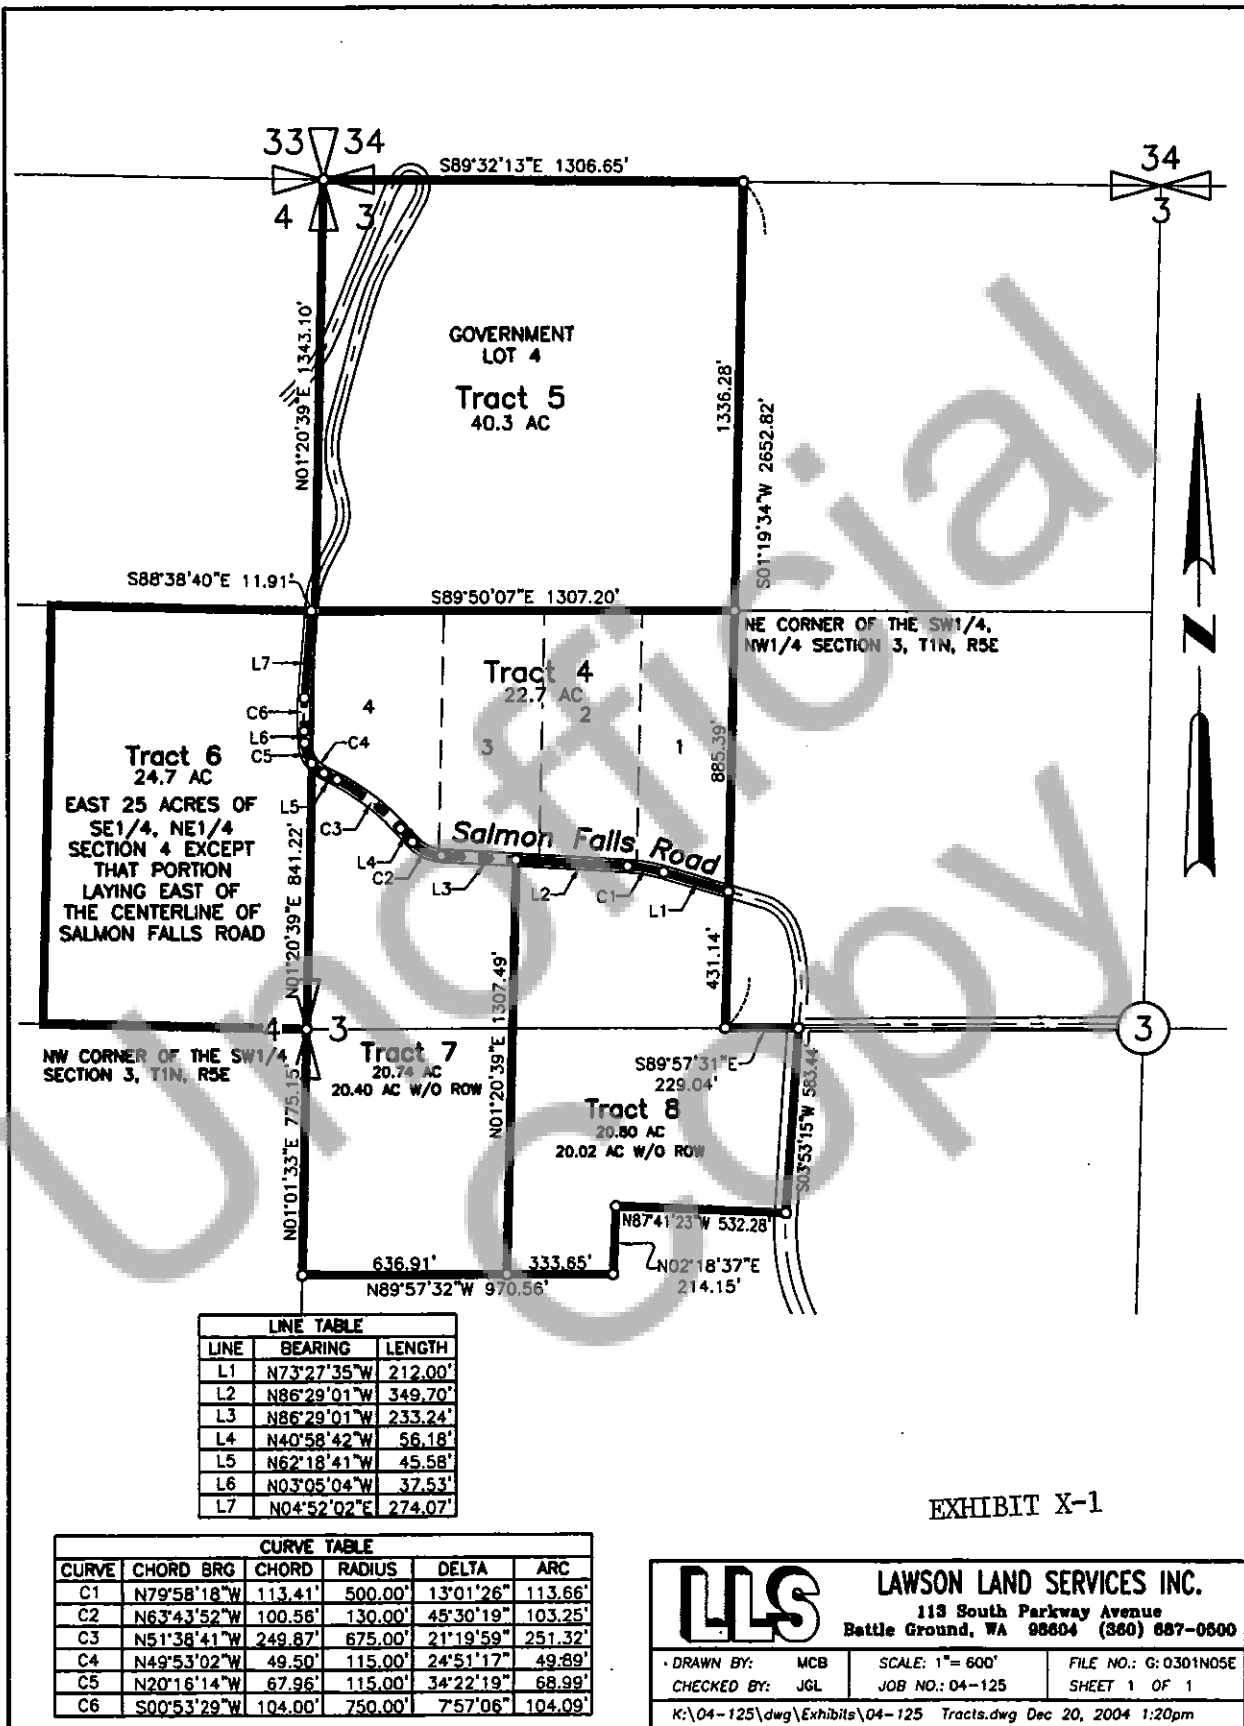 33 34
4 3
34
3
S89°32'13"E 1306.65'
N01°20'39"E 1343.10'
GOVERNMENT
LOT 4
Tract 5
40.3 AC
1336.28'
S01°19'34"W 2652.82'
S88°38'40"E 11.91'
S89°50'07"E 1307.20'
NE CORNER OF THE SW1/4,
NW1/4 SECTION 3, T1N, R5E
N
L7
C6
L6
C5
C4
L5
C3
L4
C2
L3
L2
C1
L1
Tract 4
22.7 AC
4
3
2
1
885.39'
Tract 6
24.7 AC
EAST 25 ACRES OF
SE1/4, NE1/4
SECTION 4 EXCEPT
THAT PORTION
LAYING EAST OF
THE CENTERLINE OF
SALMON FALLS ROAD
N01°20'39"E 841.22'
Salmon Falls Road
431.14'
N01°20'39"E 1307.49'
4 3
3
NW CORNER OF THE SW1/4
SECTION 3, T1N, R5E
Tract 7
20.74 AC
20.40 AC W/O ROW
S89°57'31"E
229.04'
Tract 8
20.80 AC
20.02 AC W/O ROW
S03°53'15"W 583.44'
N01°01'33"E 775.15'
N87°41'23"W 532.28'
N02°18'37"E
214.15'
636.91' 333.65'
N89°57'32"W 970.56'
LINE TABLE
LINE BEARING LENGTH
L1 N73°27'35"W 212.00'
L2 N86°29'01"W 349.70'
L3 N86°29'01"W 233.24'
L4 N40°58'42"W 56.18'
L5 N62°18'41"W 45.58'
L6 N03°05'04"W 37.53'
L7 N04°52'02"E 274.07'
CURVE TABLE
CURVE CHORD BRG CHORD RADIUS DELTA ARC
C1 N79°58'18"W 113.41' 500.00' 13°01'26" 113.66'
C2 N63°43'52"W 100.56' 130.00' 45°30'19" 103.25'
C3 N51°38'41"W 249.87' 675.00' 21°19'59" 251.32'
C4 N49°53'02"W 49.50' 115.00' 24°51'17" 49.89'
C5 N20°16'14"W 67.96' 115.00' 34°22'19" 68.99'
C6 S00°53'29"W 104.00' 750.00' 7°57'06" 104.09'
EXHIBIT X-1
LLS
LAWSON LAND SERVICES INC.
113 South Parkway Avenue
Battle Ground, WA 98604 (360) 687-0500
DRAWN BY: MCB SCALE: 1"= 600' FILE NO.: G: 0301N05E
CHECKED BY: JGL JOB NO.: 04-125 SHEET 1 OF 1
K:\04-125\dwg\Exhibits\04-125 Tracts.dwg Dec 20, 2004 1:20pm
Unofficial
Copy